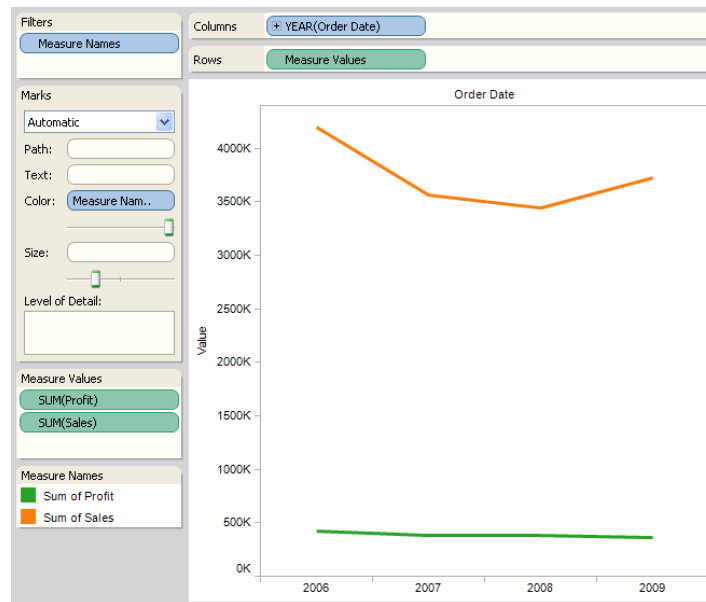 Filters
Measure Names
Columns
YEAR(Order Date)
Rows
Measure Values
Marks
Automatic
Path:
Text:
Color:
Measure Nam..
Size:
Level of Detail:
Measure Values
SUM(Profit)
SUM(Sales)
Measure Names
Sum of Profit
Sum of Sales
Order Date
4000K
3500K
3000K
2500K
2000K
1500K
1000K
500K
0K
Value
2006
2007
2008
2009